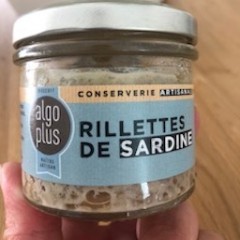 CONSERVERIE ARTISANALE
algo
plus
RILLETTES
DE SARDINE